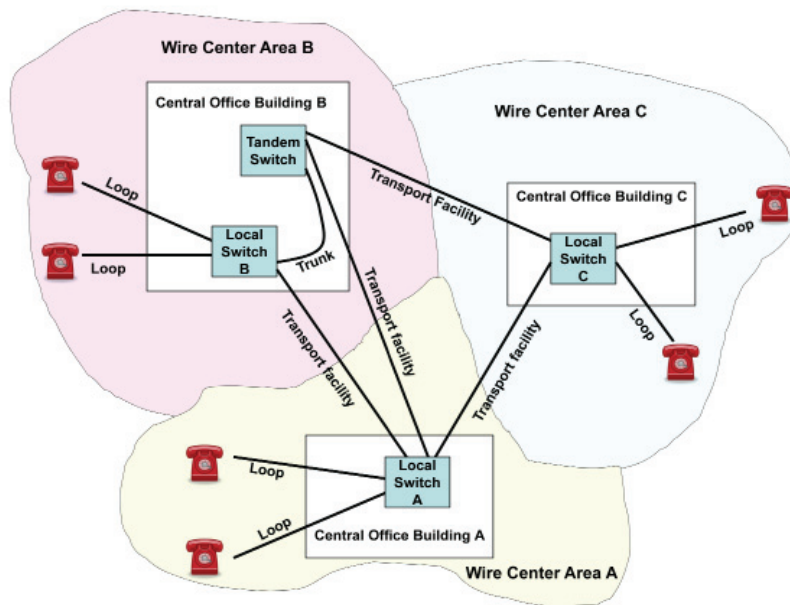 Wire Center Area B
Central Office Building B
Tandem
Switch
Loop
Local
Switch
B
Loop
Trunk
Transport Facility
Wire Center Area C
Central Office Building C
Local
Switch
C
Loop
Loop
Transport facility
Transport facility
Transport facility
Loop
Local
Switch
A
Loop
Central Office Building A
Wire Center Area A